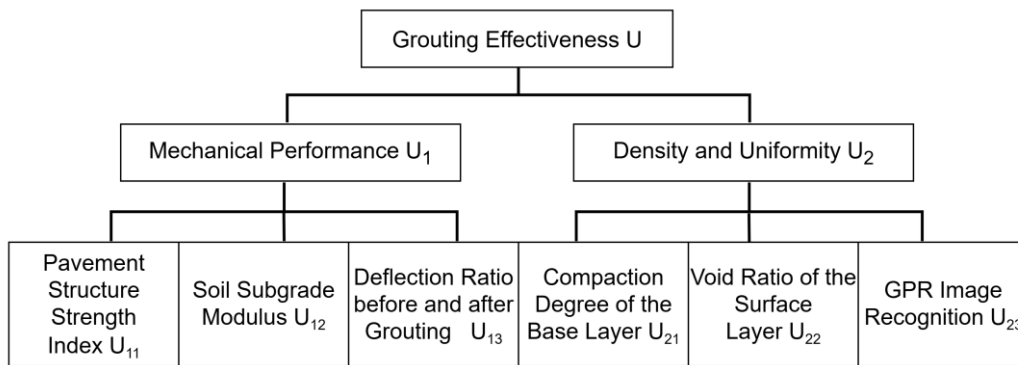 Grouting Effectiveness U
Mechanical Performance U₁
Density and Uniformity U₂
Pavement
Structure
Strength
Index U₁₁
Soil Subgrade
Modulus U₁₂
Deflection Ratio
before and after
Grouting U₁₃
Compaction
Degree of the
Base Layer U₂₁
Void Ratio of the
Surface
Layer U₂₂
GPR Image
Recognition U₂₃